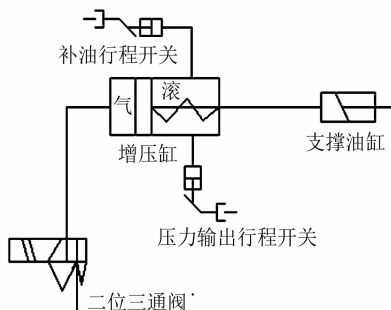 补油行程开关
气
滚
增压缸
支撑油缸
压力输出行程开关
二位三通阀